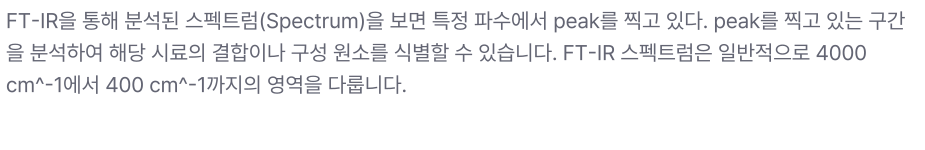 FT-IR을 통해 분석된 스펙트럼(Spectrum)을 보면 특정 파수에서 peak를 찍고 있다. peak를 찍고 있는 구간
을 분석하여 해당 시료의 결합이나 구성 원소를 식별할 수 있습니다. FT-IR 스펙트럼은 일반적으로 4000
cm^-1에서 400 cm^-1까지의 영역을 다룹니다.